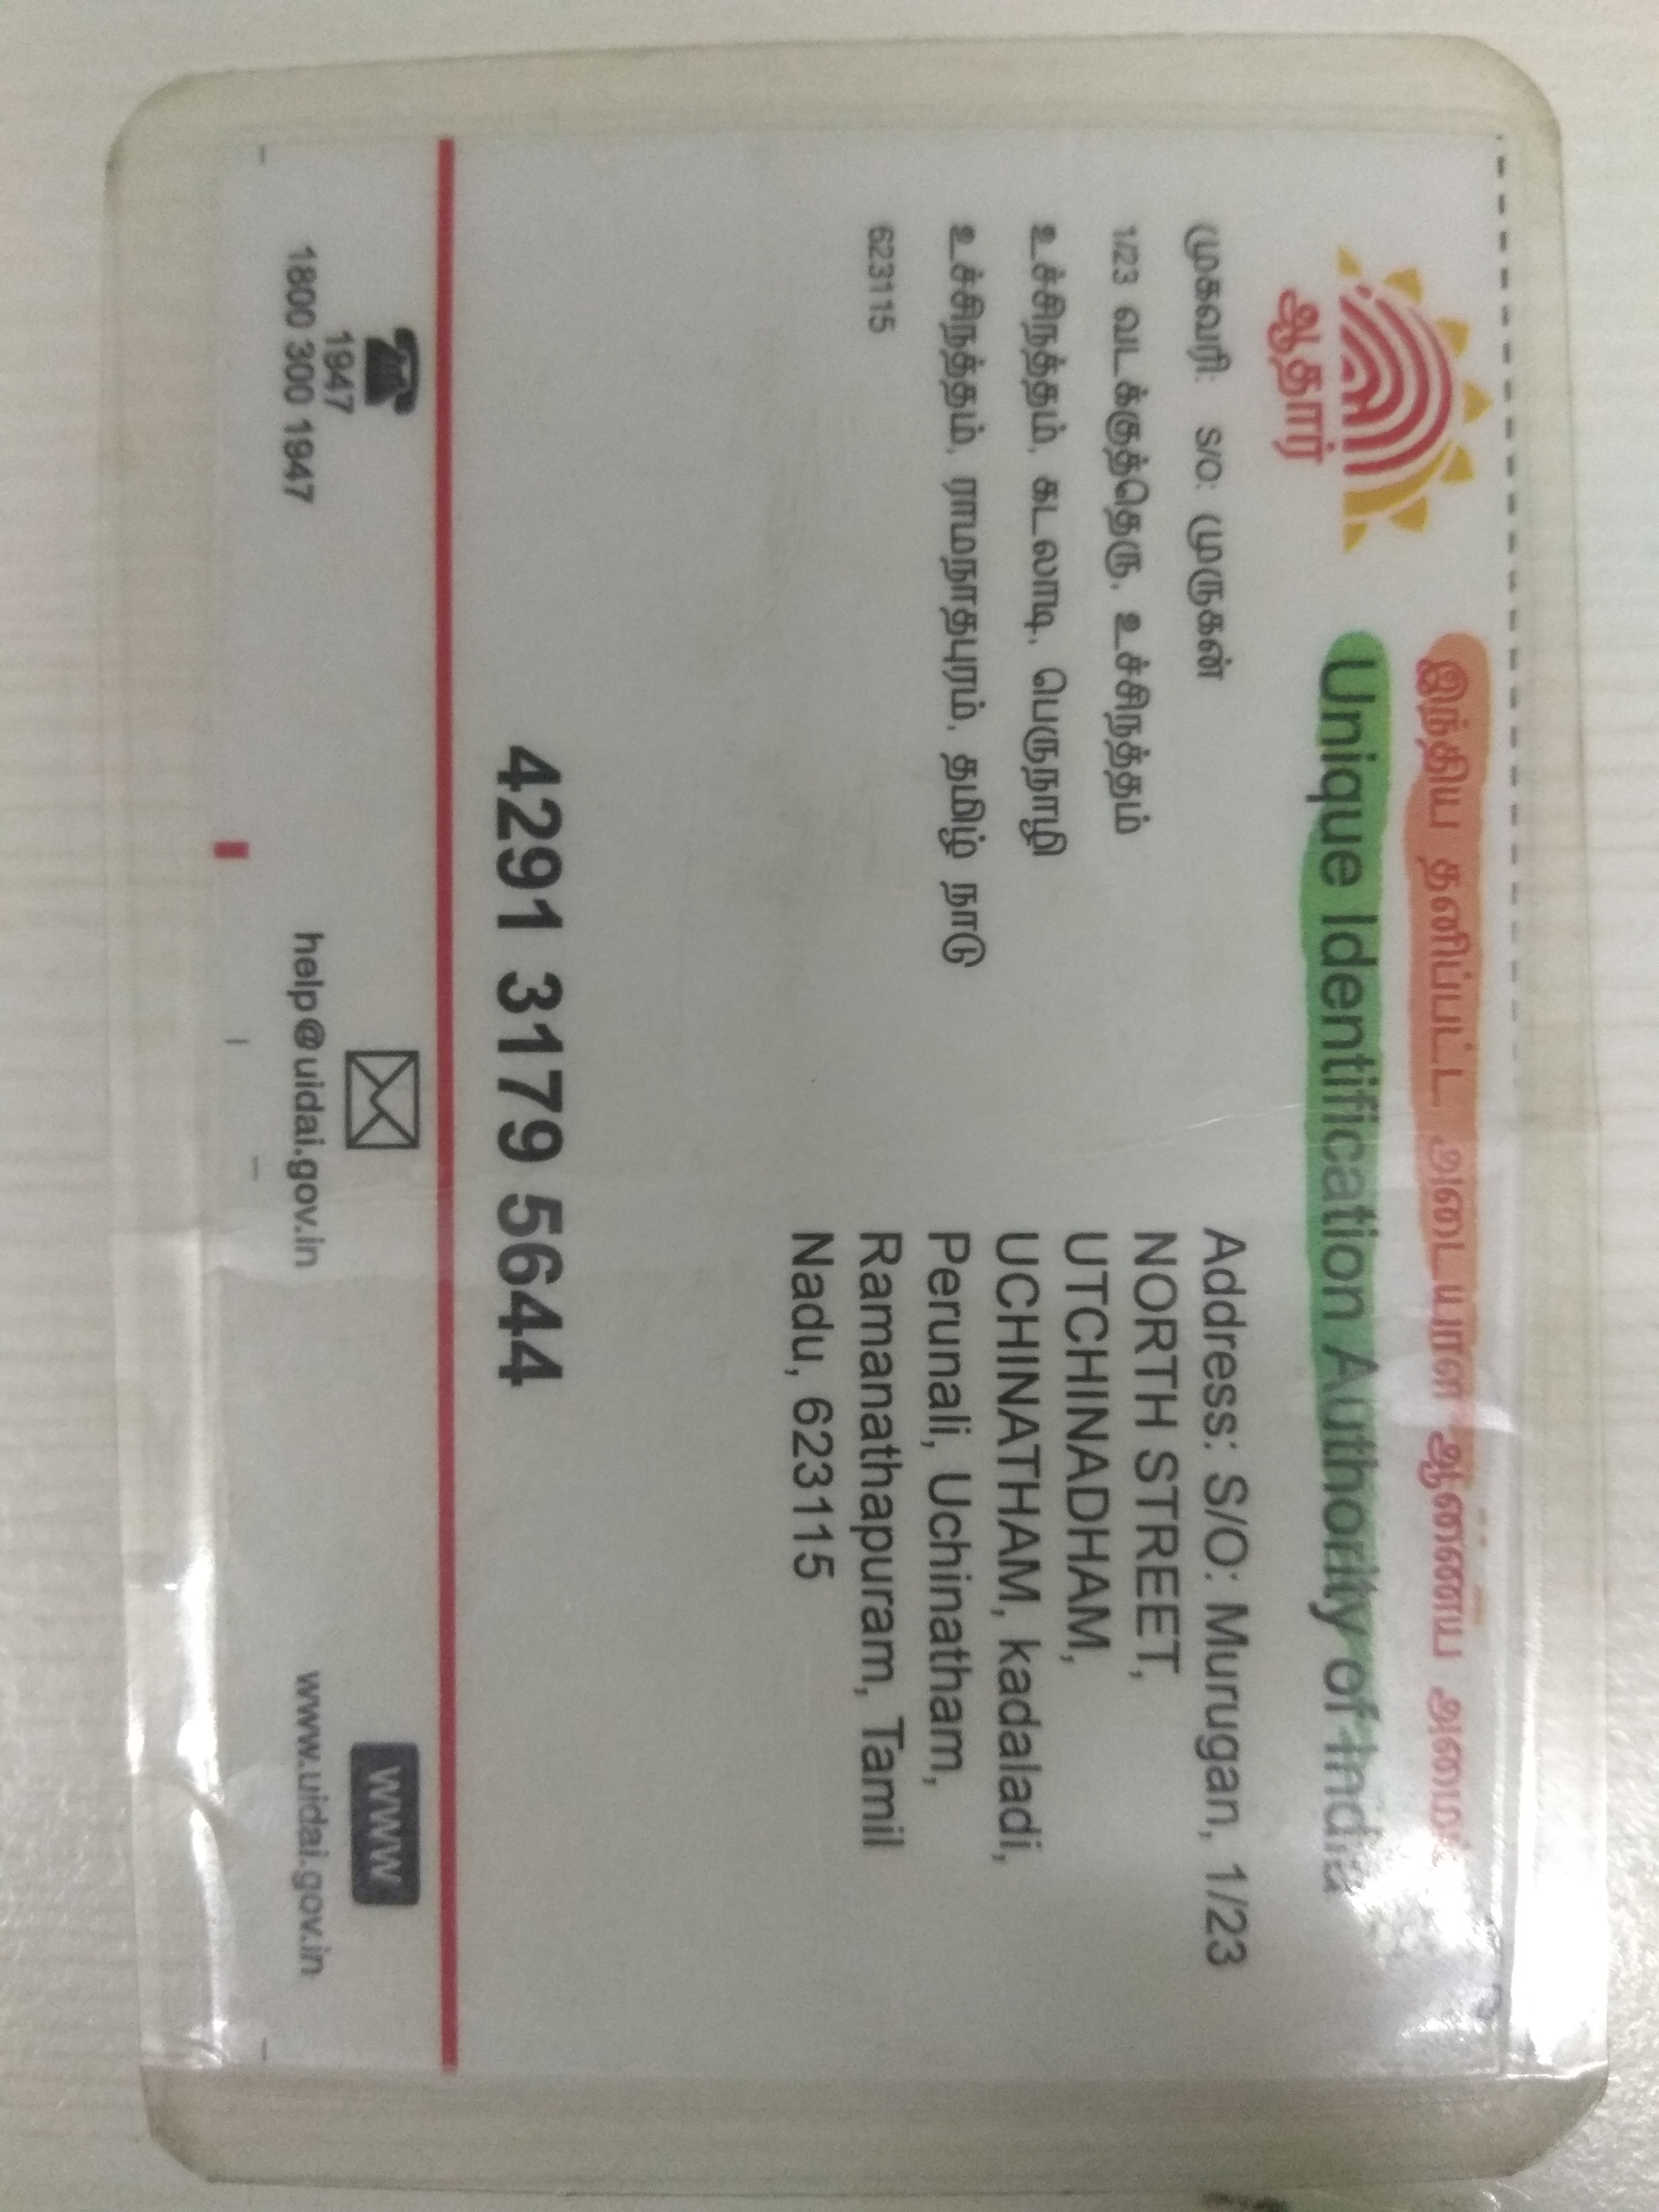 இந்திய தனிப்பட்ட அடையாள ஆணைய அமைப்
Unique Identification Authority of India
ஆதார்
முகவரி: S/O: முருகன்
1/23 வடக்குத்தெரு, உச்சிநத்தம்
உச்சிநத்தம், கடலாடி, பெருநாழி
உச்சிநத்தம், ராமநாதபுரம், தமிழ் நாடு
623115
Address: S/O: Murugan, 1/23
NORTH STREET,
UTCHINADHAM,
UCHINATHAM, kadaladi,
Perunali, Uchinatham,
Ramanathapuram, Tamil
Nadu, 623115
4291 3179 5644
1947
1800 300 1947
help@uidai.gov.in
WWW
www.uidai.gov.in